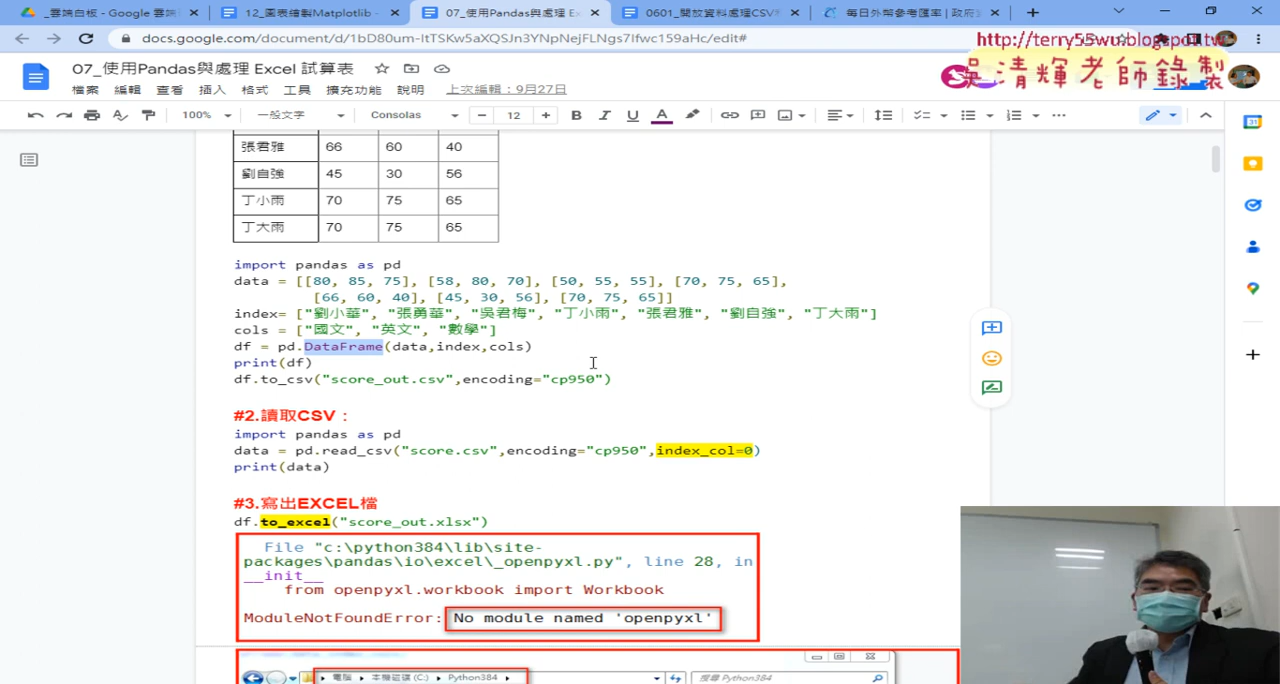 _雲端白板 - Google 雲端硬
12_圖表繪製Matplotlib -
07_使用Pandas與處理 Ex
0601_開放資料處理CSV
每日外幣參考匯率 | 政府
docs.google.com/document/d/1bD80um-ItTSKw5aXQSJn3YNpNejFLNgs7Ifwc159aHc/edit#
http://terry55wu.blogspot.tw
吳清輝老師錄製
07_使用Pandas與處理 Excel 試算表
檔案 編輯 查看 插入 格式 工具 擴充功能 說明 上次編輯：9月27日
100% 一般文字 Consolas 12 B I U A
張君雅 66 60 40
劉自強 45 30 56
丁小雨 70 75 65
丁大雨 70 75 65
import pandas as pd
data = [[80, 85, 75], [58, 80, 70], [50, 55, 55], [70, 75, 65],
[66, 60, 40], [45, 30, 56], [70, 75, 65]]
index= ["劉小華", "張勇華", "吳君梅", "丁小雨", "張君雅", "劉自強", "丁大雨"]
cols = ["國文", "英文", "數學"]
df = pd.DataFrame(data,index,cols)
print(df)
df.to_csv("score_out.csv",encoding="cp950")
#2.讀取CSV：
import pandas as pd
data = pd.read_csv("score.csv",encoding="cp950",index_col=0)
print(data)
#3.寫出EXCEL檔
df.to_excel("score_out.xlsx")
File "c:\python384\lib\site-
packages\pandas\io\excel\_openpyxl.py", line 28, in
__init__
from openpyxl.workbook import Workbook
ModuleNotFoundError: No module named 'openpyxl'
電腦 本機磁碟 (C:) Python384 搜尋 Python384